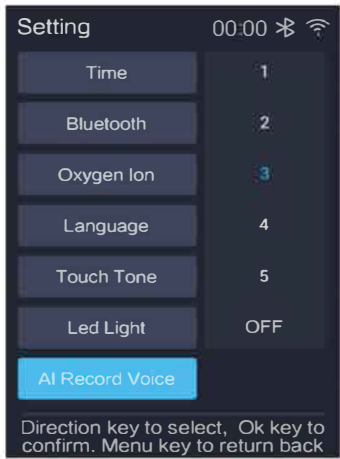 Setting 00:00
Time 1
Bluetooth 2
Oxygen Ion 3
Language 4
Touch Tone 5
Led Light OFF
AI Record Voice
Direction key to select, Ok key to
confirm. Menu key to return back